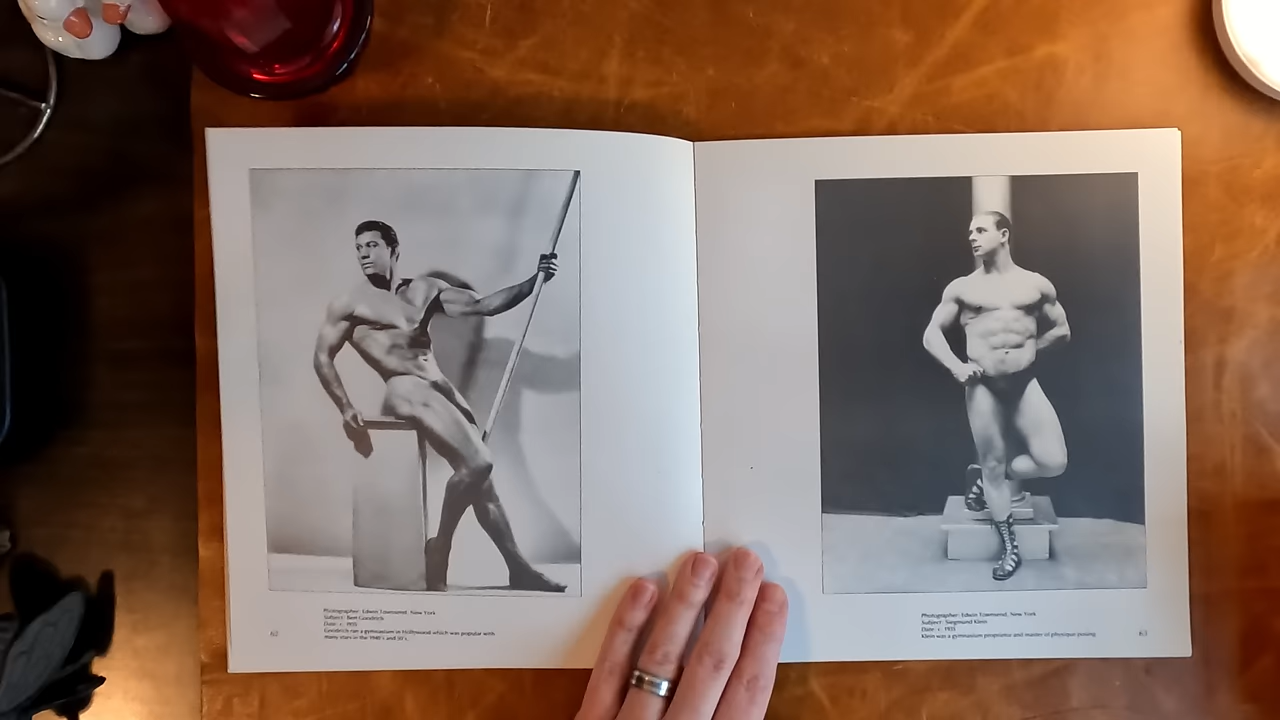 Photographer: Edwin Townsend, New York
Subject: Bert Goodrich
Date: c. 1935
Goodrich ran a gymnasium in Hollywood which was popular with
many stars in the 1940's and 50's.
62
Photographer: Edwin Townsend, New York
Subject: Siegmund Klein
Date: c. 1935
Klein was a gymnasium proprietor and master of physique posing.
63